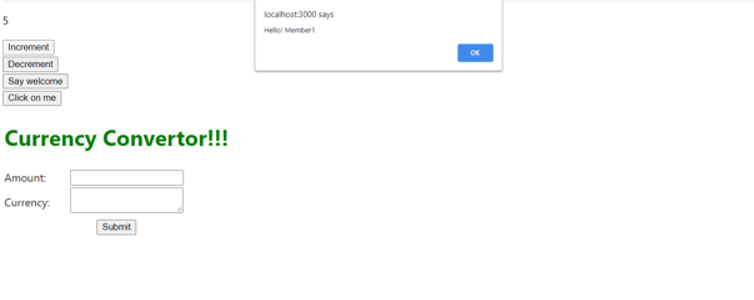 localhost:3000 says
Hello! Member1
OK
5
Increment
Decrement
Say welcome
Click on me
Currency Convertor!!!
Amount:
Currency:
Submit